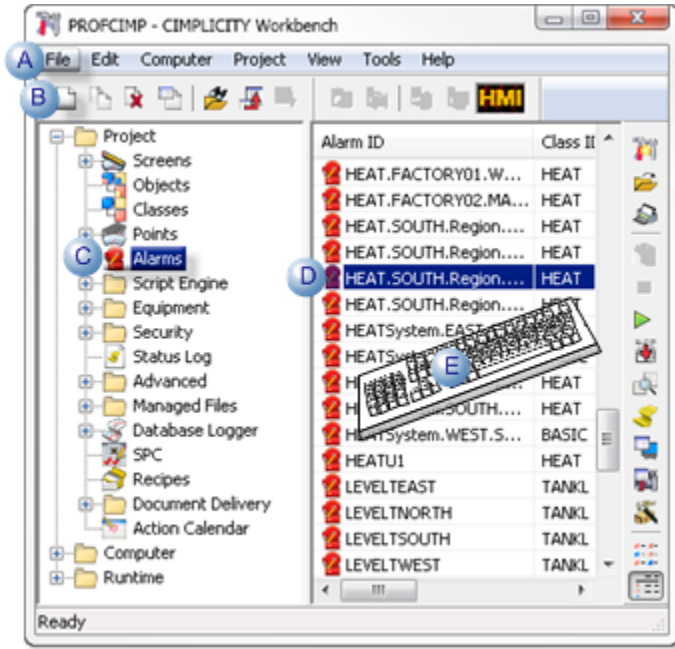 PROFCIMP - CIMPLICITY Workbench
A File Edit Computer Project View Tools Help
B HMI
Project
Screens
Objects
Classes
Points
C Alarms
Script Engine
Equipment
Security
Status Log
Advanced
Managed Files
Database Logger
SPC
Recipes
Document Delivery
Action Calendar
Computer
Runtime
Alarm ID Class II
HEAT.FACTORY01.W... HEAT
HEAT.FACTORY02.MA... HEAT
HEAT.SOUTH.Region.... HEAT
HEAT.SOUTH.Region.... HEAT
D HEAT.SOUTH.Region.... HEAT
HEAT.SOUTH.Region.... HEAT
HEATSystem.EAST
E
HEATSystem.WEST.S... BASIC
HEATU1 HEAT
LEVELTEAST TANKL
LEVELTNORTH TANKL
LEVELTSOUTH TANKL
LEVELTWEST TANKL
Ready